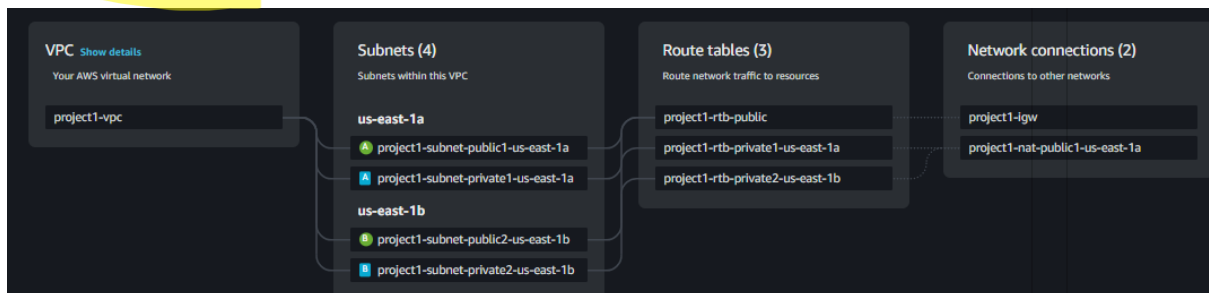 VPC Show details
Your AWS virtual network
project1-vpc
Subnets (4)
Subnets within this VPC
us-east-1a
A project1-subnet-public1-us-east-1a
A project1-subnet-private1-us-east-1a
us-east-1b
B project1-subnet-public2-us-east-1b
B project1-subnet-private2-us-east-1b
Route tables (3)
Route network traffic to resources
project1-rtb-public
project1-rtb-private1-us-east-1a
project1-rtb-private2-us-east-1b
Network connections (2)
Connections to other networks
project1-igw
project1-nat-public1-us-east-1a